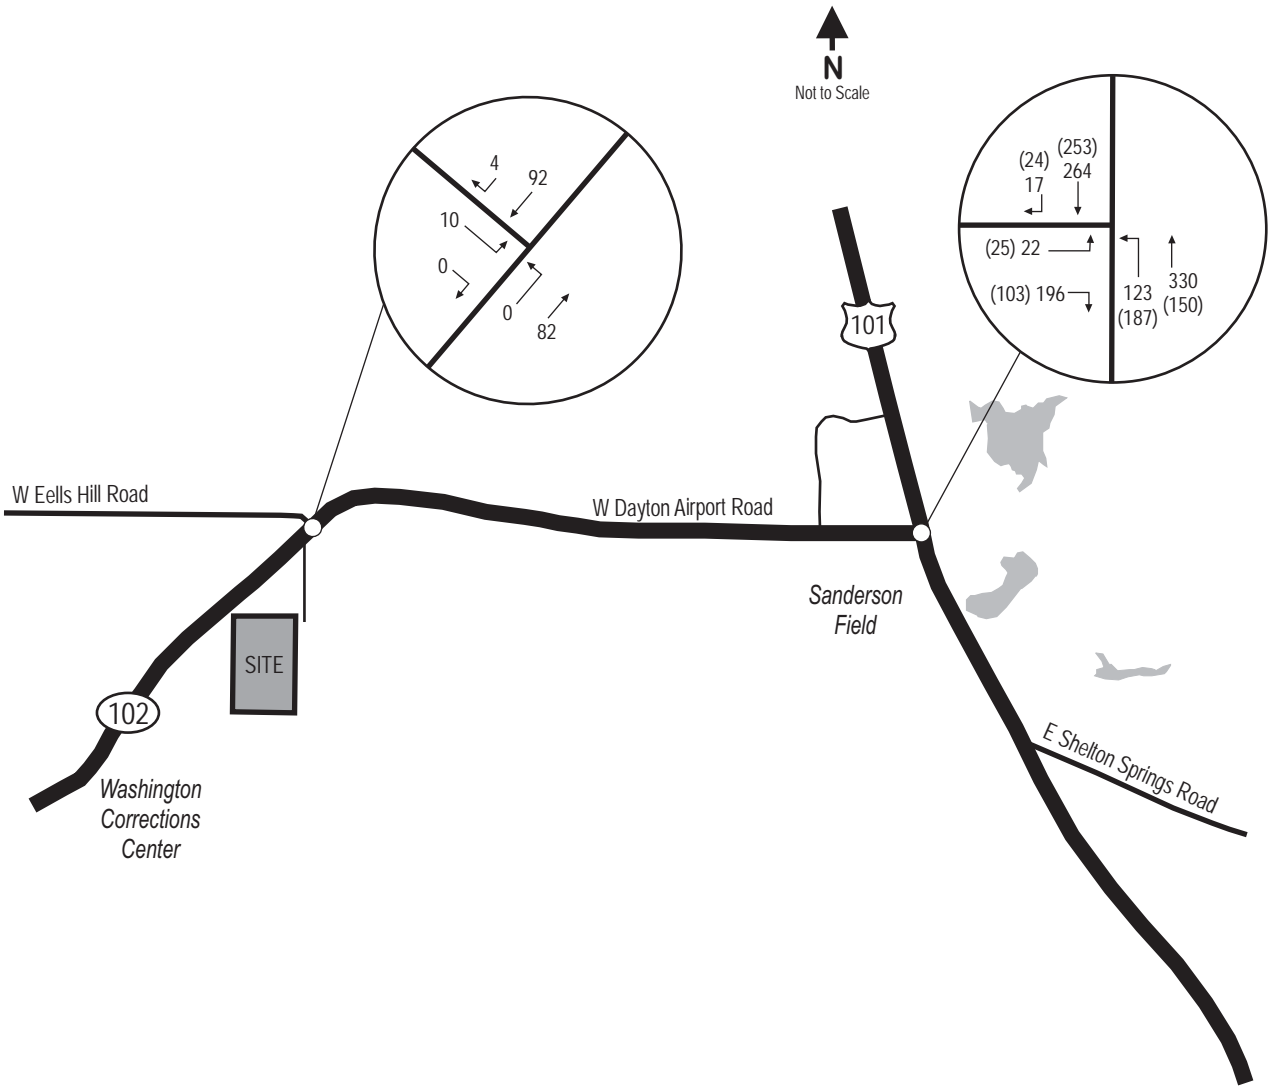 N
Not to Scale
4
92
10
0
0
82
(24)
17
(253)
264
(25) 22
(103) 196
123
(187)
330
(150)
101
W Eells Hill Road
W Dayton Airport Road
Sanderson
Field
SITE
102
Washington
Corrections
Center
E Shelton Springs Road